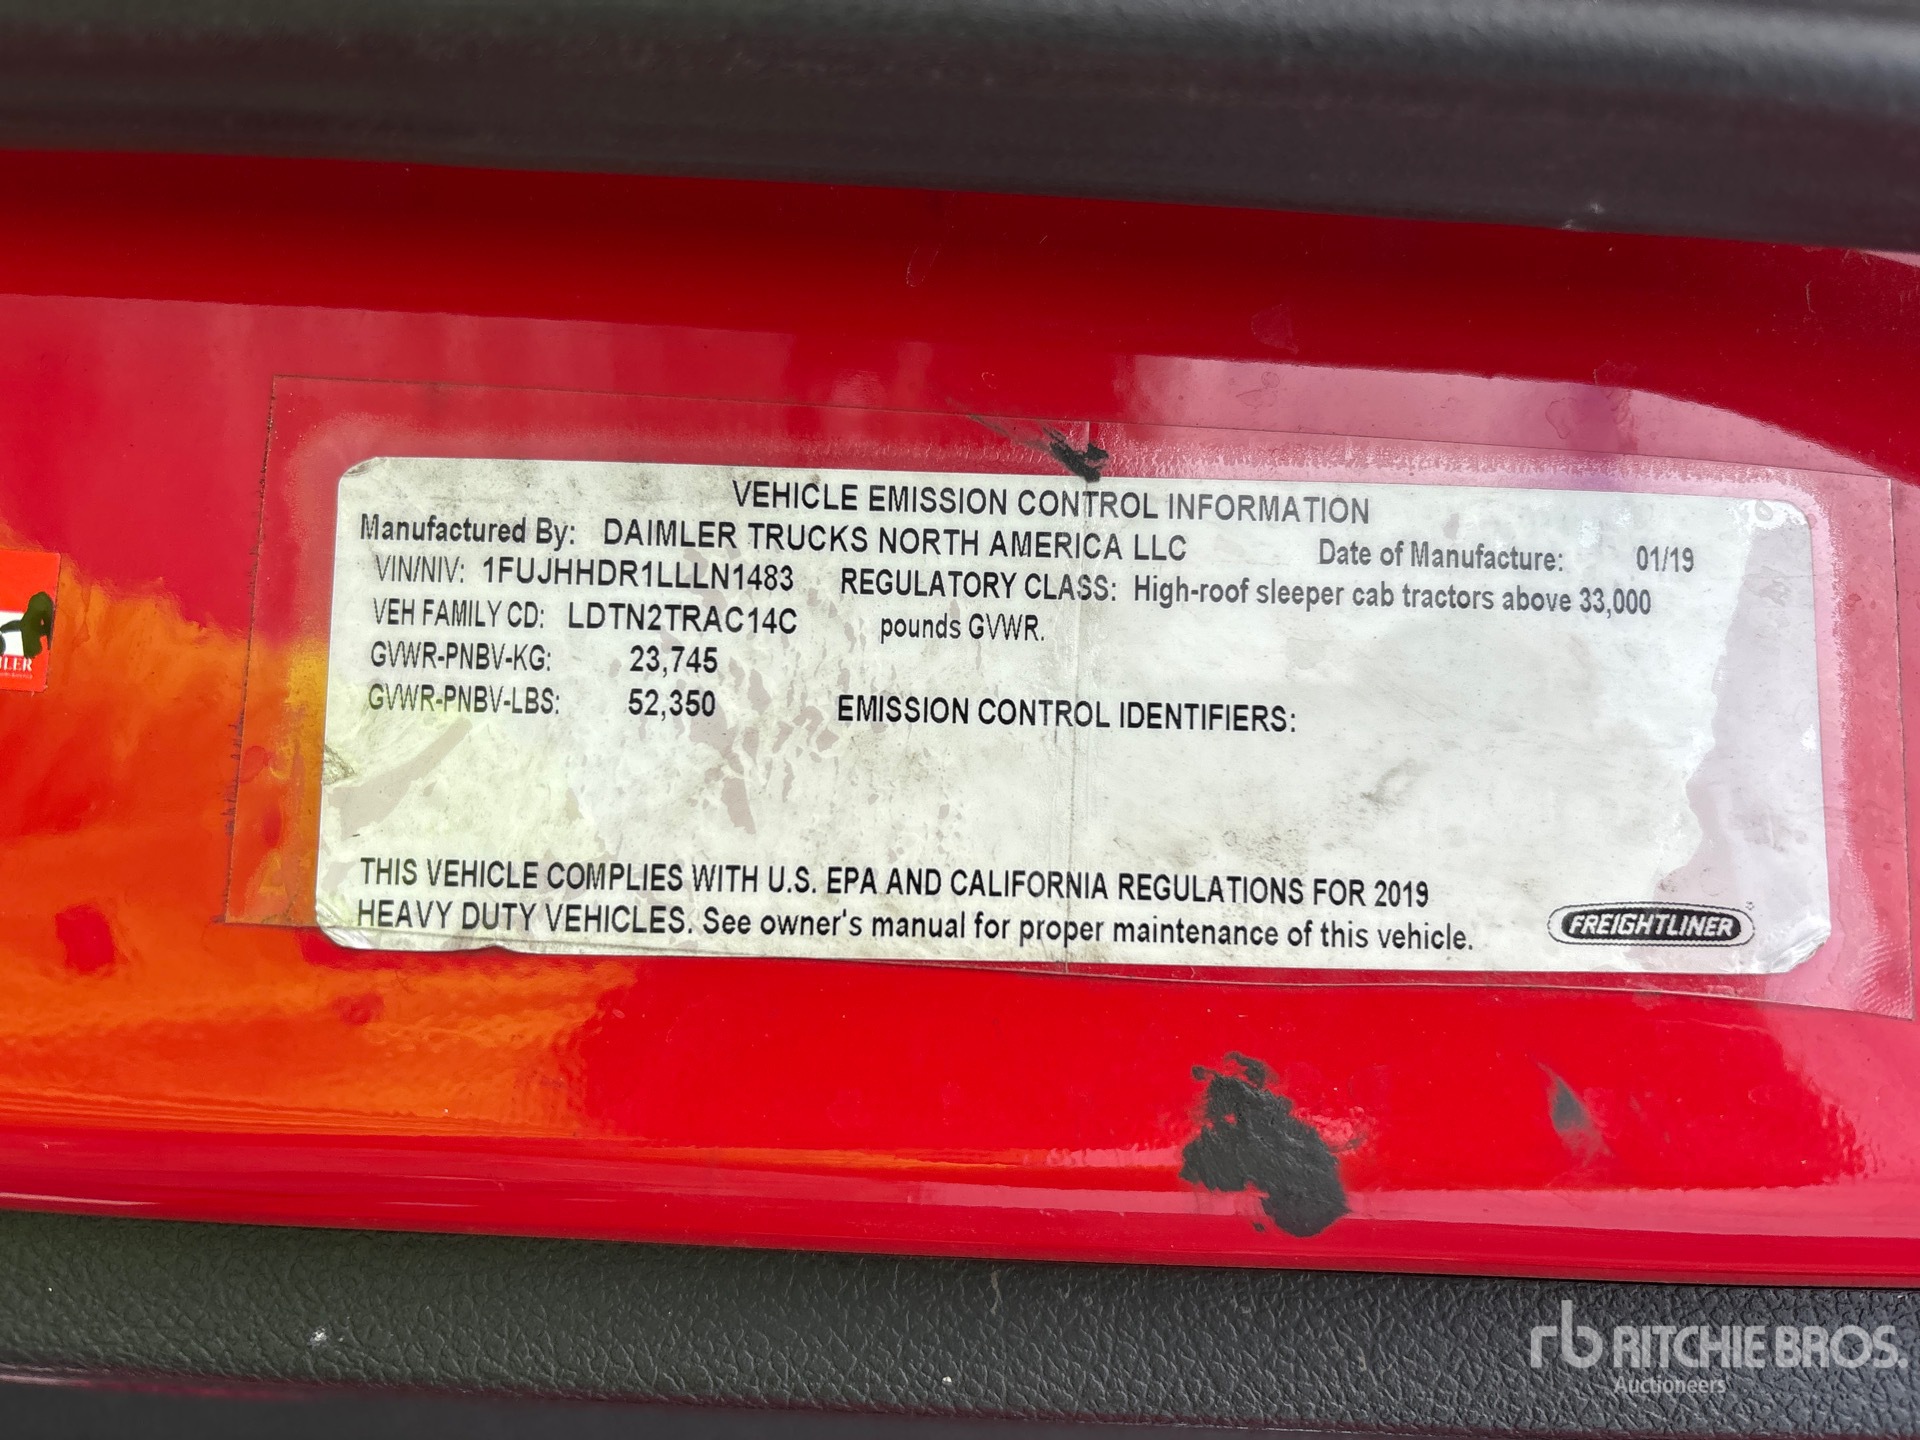 VEHICLE EMISSION CONTROL INFORMATION
Manufactured By: DAIMLER TRUCKS NORTH AMERICA LLC Date of Manufacture: 01/19
VIN/NIV: 1FUJHHDR1LLLN1483 REGULATORY CLASS: High-roof sleeper cab tractors above 33,000
VEH FAMILY CD: LDTN2TRAC14C pounds GVWR.
GVWR-PNBV-KG: 23,745
GVWR-PNBV-LBS: 52,350 EMISSION CONTROL IDENTIFIERS:
THIS VEHICLE COMPLIES WITH U.S. EPA AND CALIFORNIA REGULATIONS FOR 2019
HEAVY DUTY VEHICLES. See owner's manual for proper maintenance of this vehicle.
FREIGHTLINER
rb RITCHIE BROS.
Auctioneers